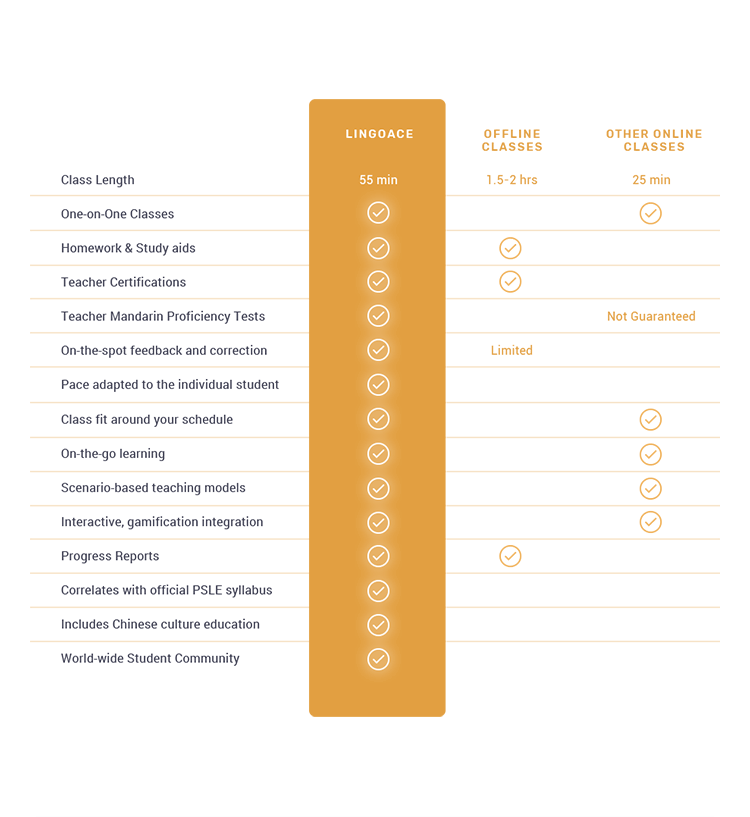 LINGOACE
OFFLINE
CLASSES
OTHER ONLINE
CLASSES
Class Length 55 min 1.5-2 hrs 25 min
One-on-One Classes
Homework & Study aids
Teacher Certifications
Teacher Mandarin Proficiency Tests Not Guaranteed
On-the-spot feedback and correction Limited
Pace adapted to the individual student
Class fit around your schedule
On-the-go learning
Scenario-based teaching models
Interactive, gamification integration
Progress Reports
Correlates with official PSLE syllabus
Includes Chinese culture education
World-wide Student Community